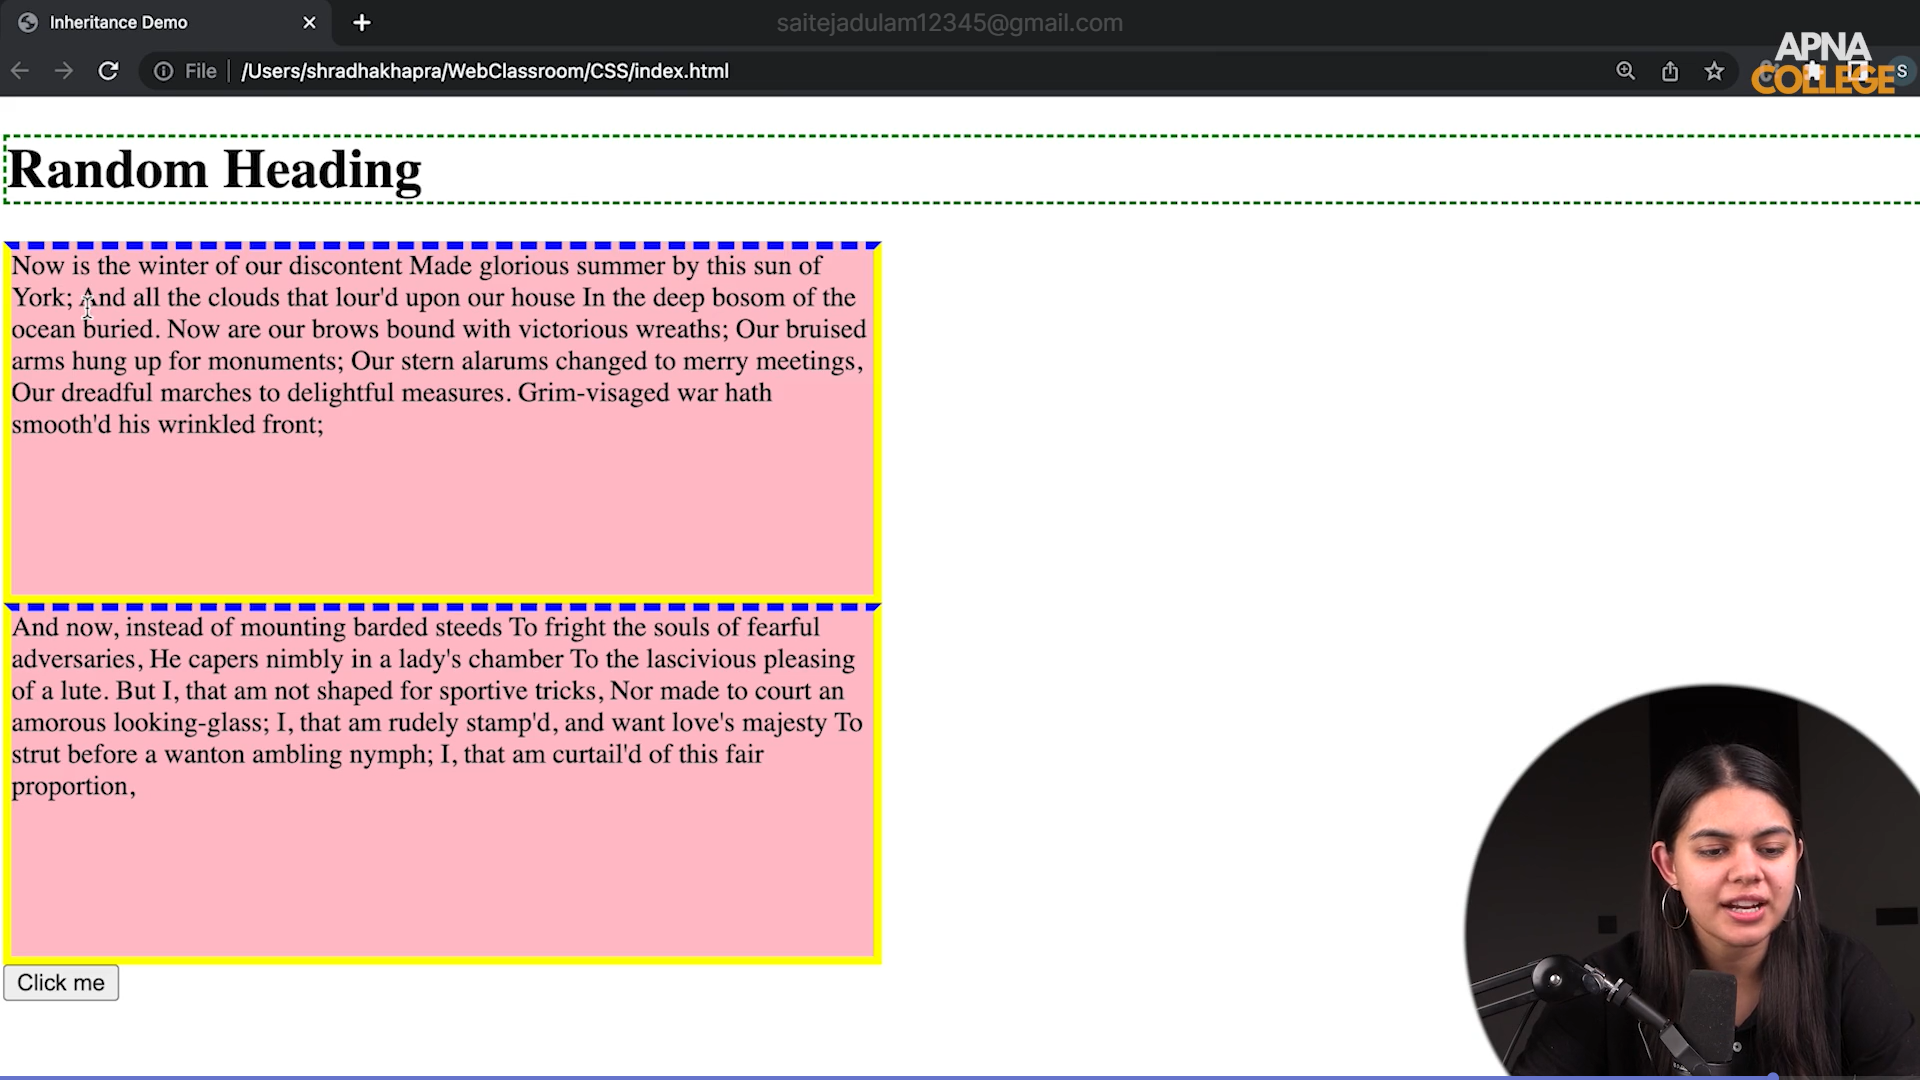 Inheritance Demo
saitejadulam12345@gmail.com
File
/Users/shradhakhapra/WebClassroom/CSS/index.html
APNA
COLLEGE
S
Random Heading
Now is the winter of our discontent Made glorious summer by this sun of
York; And all the clouds that lour'd upon our house In the deep bosom of the
ocean buried. Now are our brows bound with victorious wreaths; Our bruised
arms hung up for monuments; Our stern alarums changed to merry meetings,
Our dreadful marches to delightful measures. Grim-visaged war hath
smooth'd his wrinkled front;
And now, instead of mounting barded steeds To fright the souls of fearful
adversaries, He capers nimbly in a lady's chamber To the lascivious pleasing
of a lute. But I, that am not shaped for sportive tricks, Nor made to court an
amorous looking-glass; I, that am rudely stamp'd, and want love's majesty To
strut before a wanton ambling nymph; I, that am curtail'd of this fair
proportion,
Click me